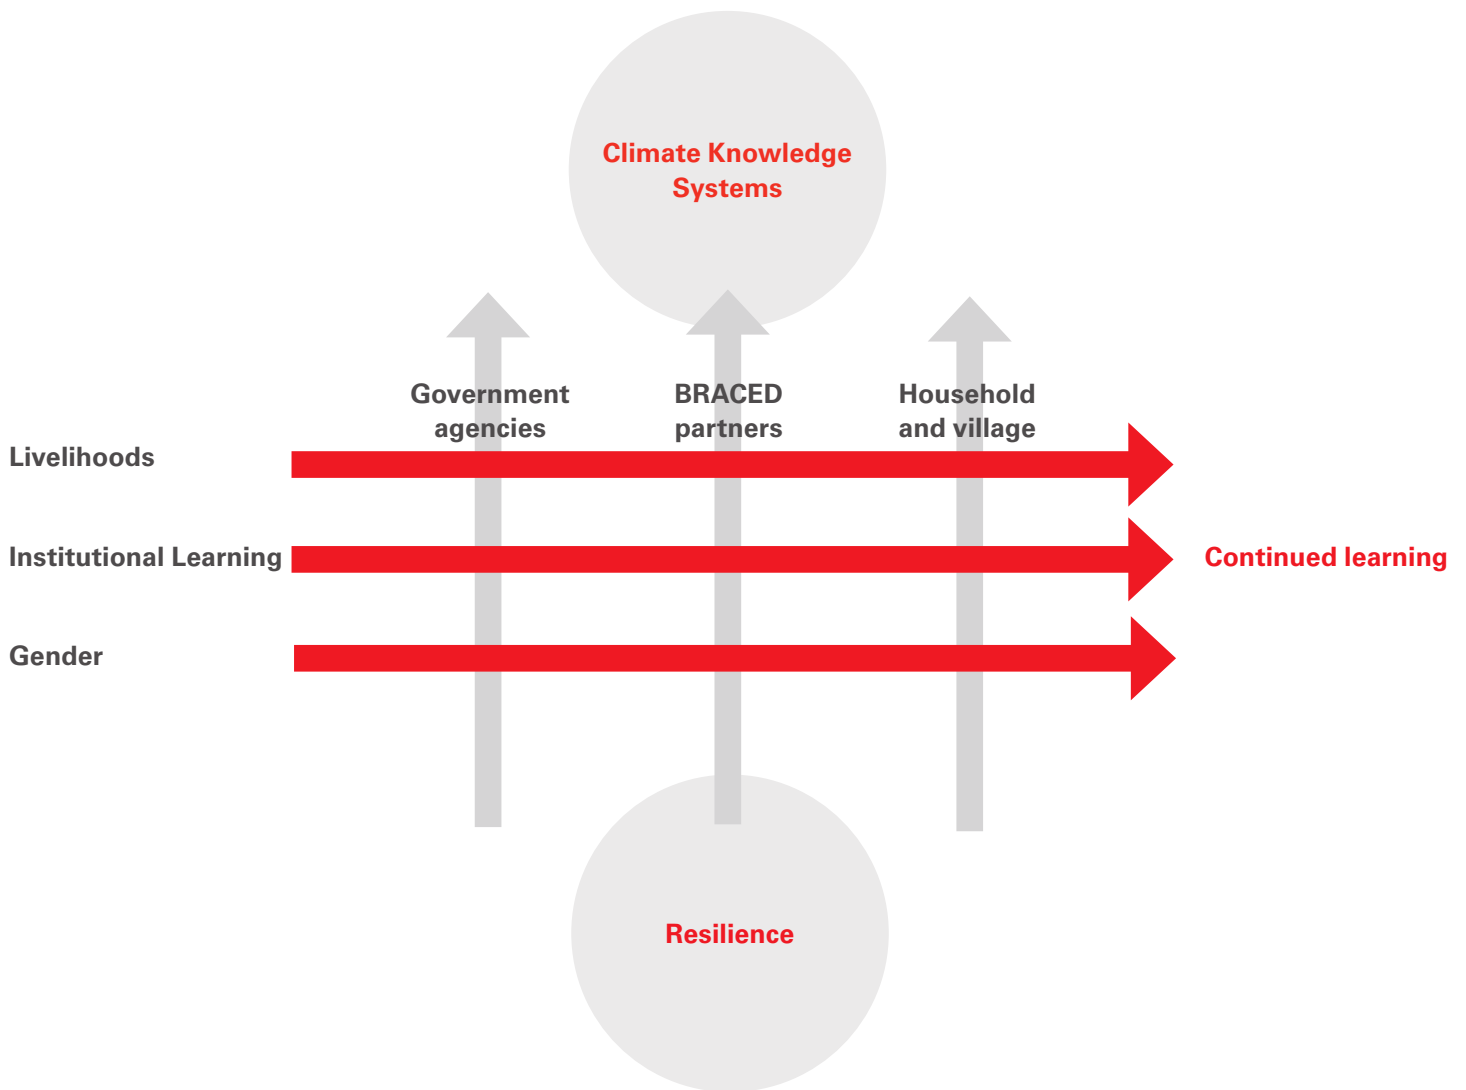 Climate Knowledge
Systems
Government
agencies
BRACED
partners
Household
and village
Livelihoods
Institutional Learning
Continued learning
Gender
Resilience